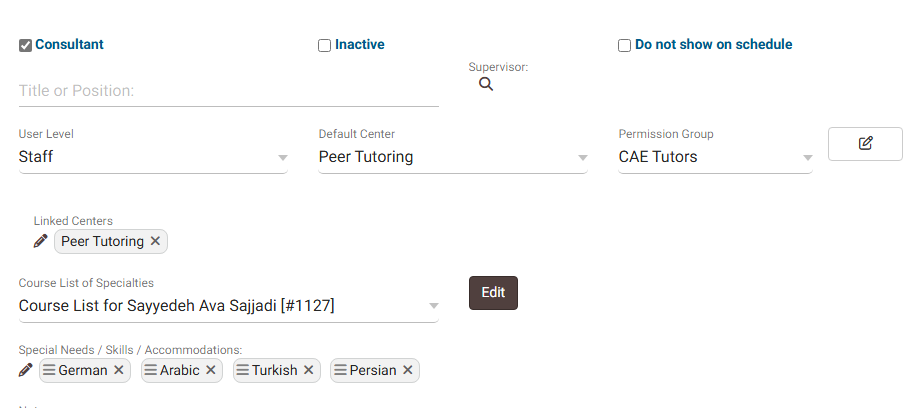 Consultant Inactive Do not show on schedule
Supervisor:
Title or Position:
User Level Default Center Permission Group
Staff Peer Tutoring CAE Tutors
Linked Centers
Peer Tutoring
Course List of Specialties
Course List for Sayyedeh Ava Sajjadi [#1127] Edit
Special Needs / Skills / Accommodations:
German Arabic Turkish Persian